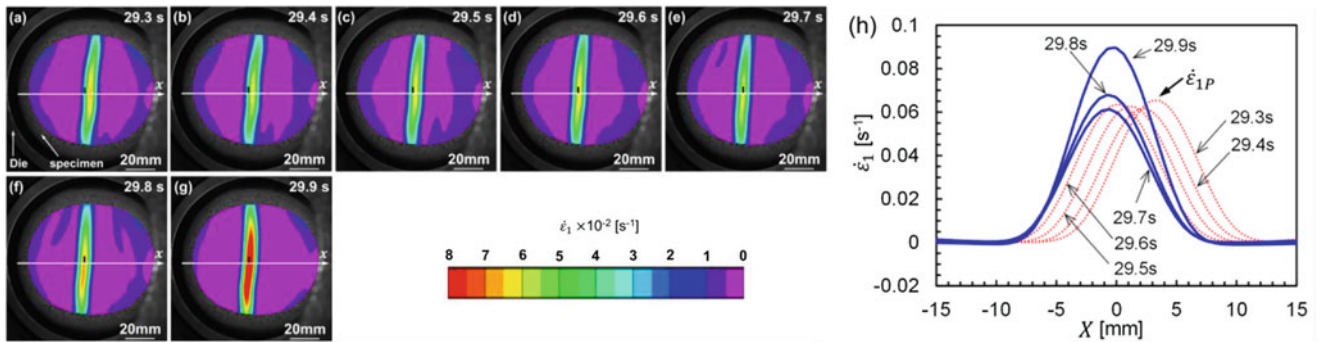 (a) 29.3 s
(b) 29.4 s
(c) 29.5 s
(d) 29.6 s
(e) 29.7 s
x
x
x
x
x
Die
specimen
20mm
20mm
20mm
20mm
20mm
(f) 29.8 s
(g) 29.9 s
x
x
20mm
20mm
ε̇₁ ×10⁻² [s⁻¹]
8 7 6 5 4 3 2 1 0
(h)
0.1
0.08
0.06
0.04
0.02
0
-0.02
ε̇₁ [s⁻¹]
29.8s
29.9s
ε̇₁P
29.3s
29.4s
29.7s
29.6s
29.5s
-15 -10 -5 0 5 10 15
X [mm]